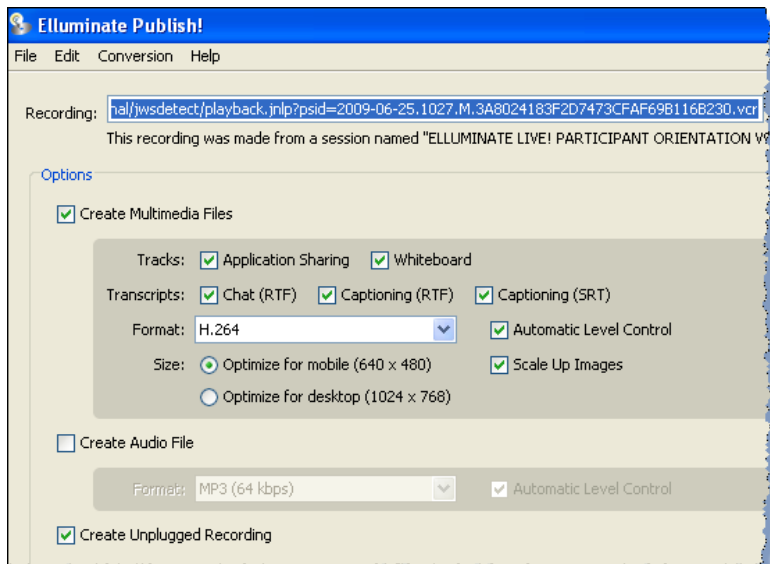 Elluminate Publish!
File Edit Conversion Help
Recording: nal/jwsdetect/playback.jnlp?psid=2009-06-25.1027.M.3A8024183F2D7473CFAF69B116B230.vcr
This recording was made from a session named "ELLUMINATE LIVE! PARTICIPANT ORIENTATION V9
Options
Create Multimedia Files
Tracks: Application Sharing Whiteboard
Transcripts: Chat (RTF) Captioning (RTF) Captioning (SRT)
Format: H.264 Automatic Level Control
Size: Optimize for mobile (640 x 480) Scale Up Images
Optimize for desktop (1024 x 768)
Create Audio File
Format: MP3 (64 kbps) Automatic Level Control
Create Unplugged Recording